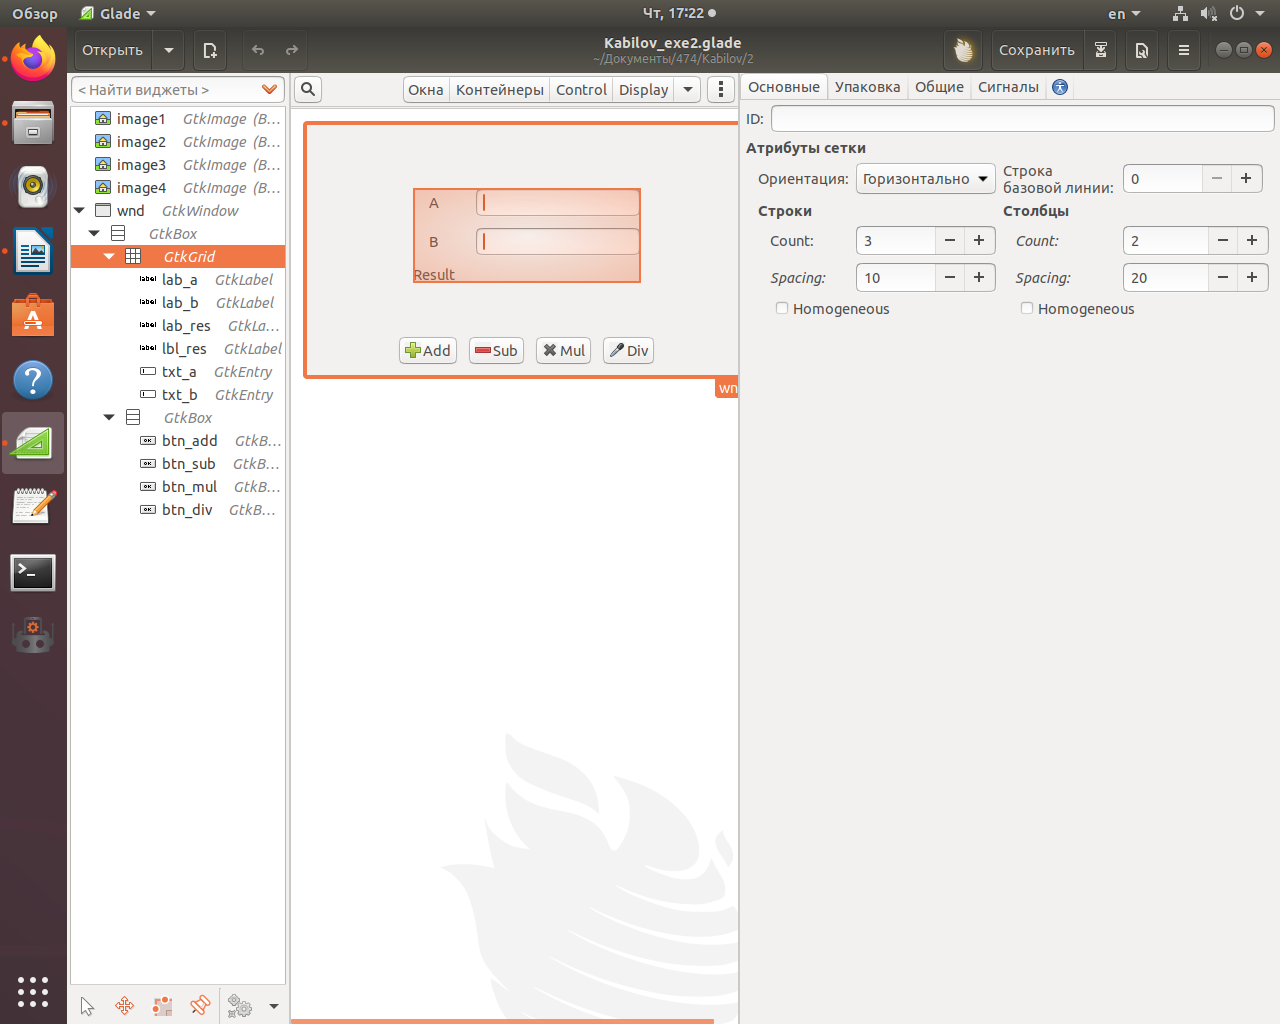 Обзор
Glade
Чт, 17:22
en
Открыть
Kabilov_exe2.glade
~/Документы/474/Kabilov/2
Сохранить
< Найти виджеты >
image1 GtkImage (B...
image2 GtkImage (B...
image3 GtkImage (B...
image4 GtkImage (B...
wnd GtkWindow
GtkBox
GtkGrid
lab_a GtkLabel
lab_b GtkLabel
lab_res GtkLa...
lbl_res GtkLabel
txt_a GtkEntry
txt_b GtkEntry
GtkBox
btn_add GtkB...
btn_sub GtkB...
btn_mul GtkB...
btn_div GtkB...
Окна Контейнеры Control Display
A
B
Result
Add Sub Mul Div
wn
Основные Упаковка Общие Сигналы
ID:
Атрибуты сетки
Ориентация: Горизонтально
Строка
базовой линии: 0
Строки Столбцы
Count: 3 Count: 2
Spacing: 10 Spacing: 20
Homogeneous Homogeneous